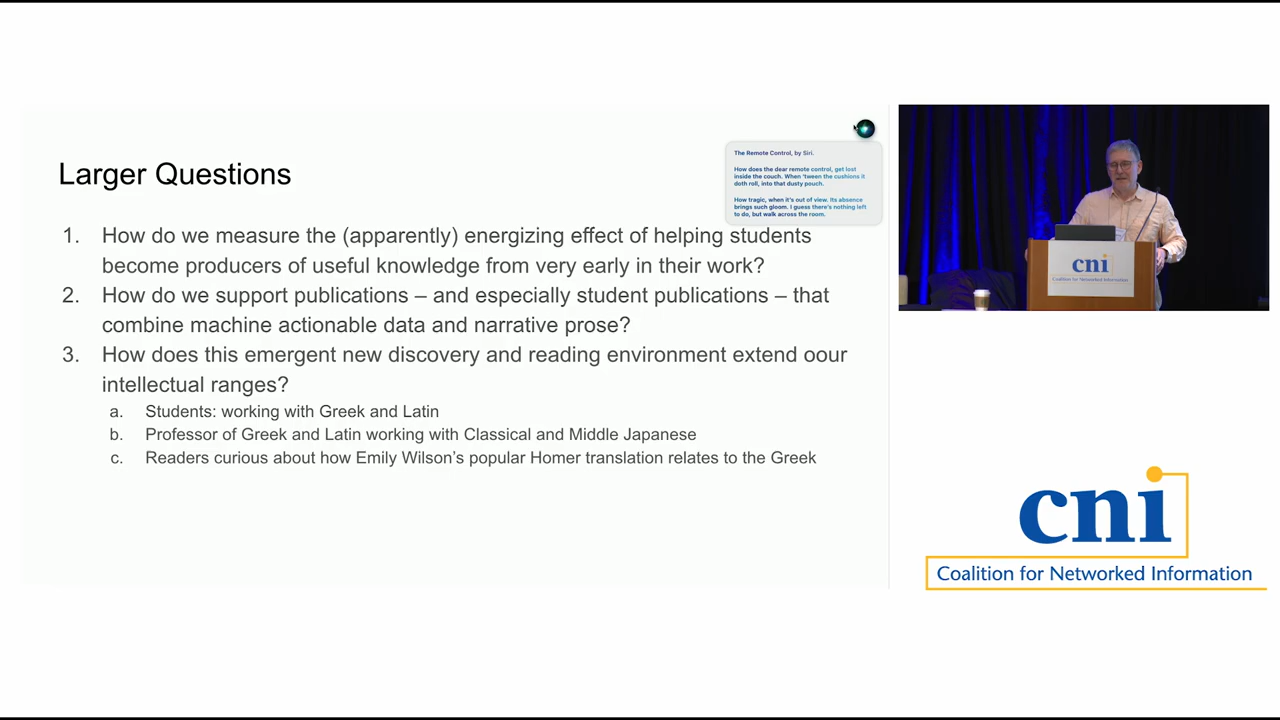 Larger Questions
The Remote Control, by Siri.
How does the dear remote control, get lost
inside the couch. When 'tween the cushions it
doth roll, into that dusty pouch.
How tragic, when it's out of view. Its absence
brings such gloom. I guess there's nothing left
to do, but walk across the room.
1. How do we measure the (apparently) energizing effect of helping students
become producers of useful knowledge from very early in their work?
2. How do we support publications – and especially student publications – that
combine machine actionable data and narrative prose?
3. How does this emergent new discovery and reading environment extend oour
intellectual ranges?
a. Students: working with Greek and Latin
b. Professor of Greek and Latin working with Classical and Middle Japanese
c. Readers curious about how Emily Wilson's popular Homer translation relates to the Greek
cni
Coalition for Networked Information
cni
Coalition for Networked Information